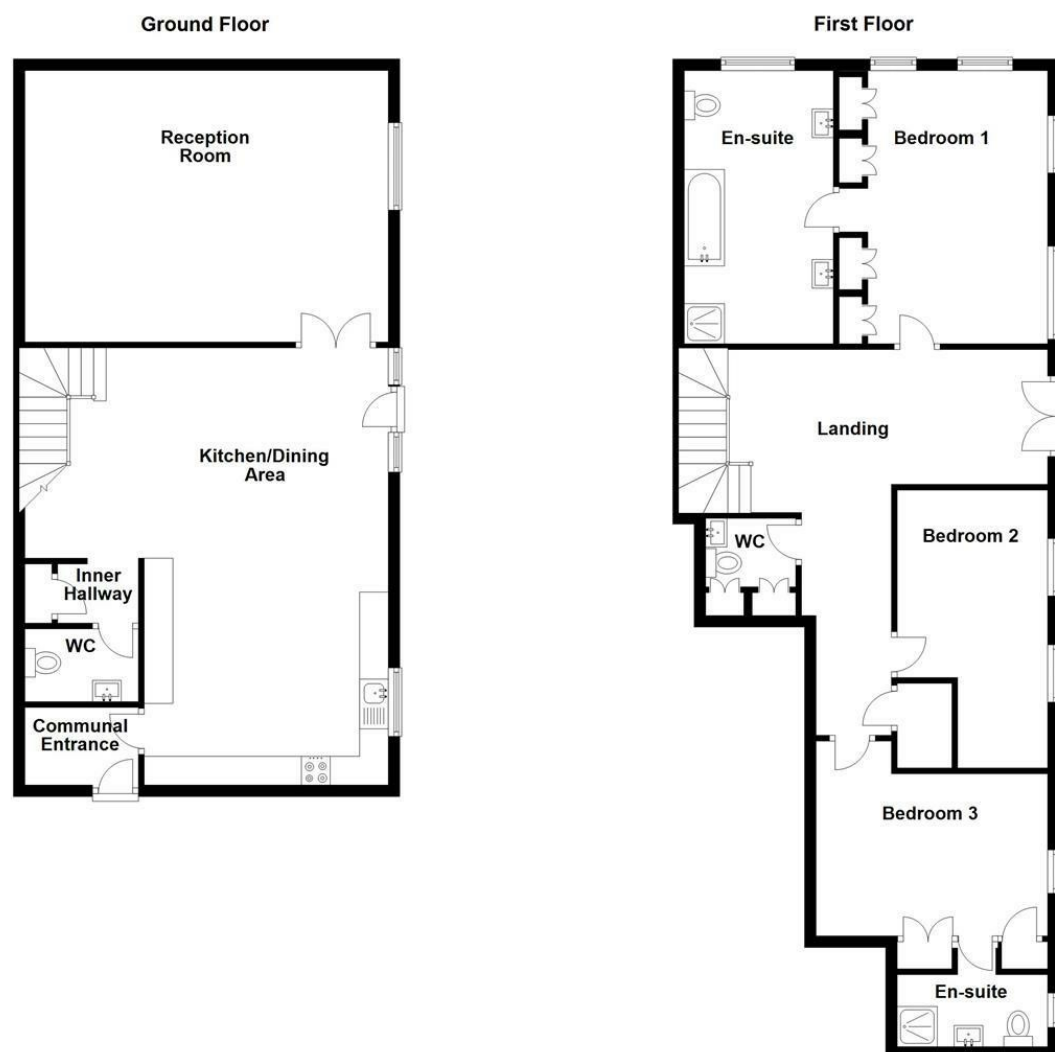 Ground Floor
Reception
Room
Kitchen/Dining
Area
Inner
Hallway
WC
Communal
Entrance
First Floor
En-suite
Bedroom 1
Landing
WC
Bedroom 2
Bedroom 3
En-suite